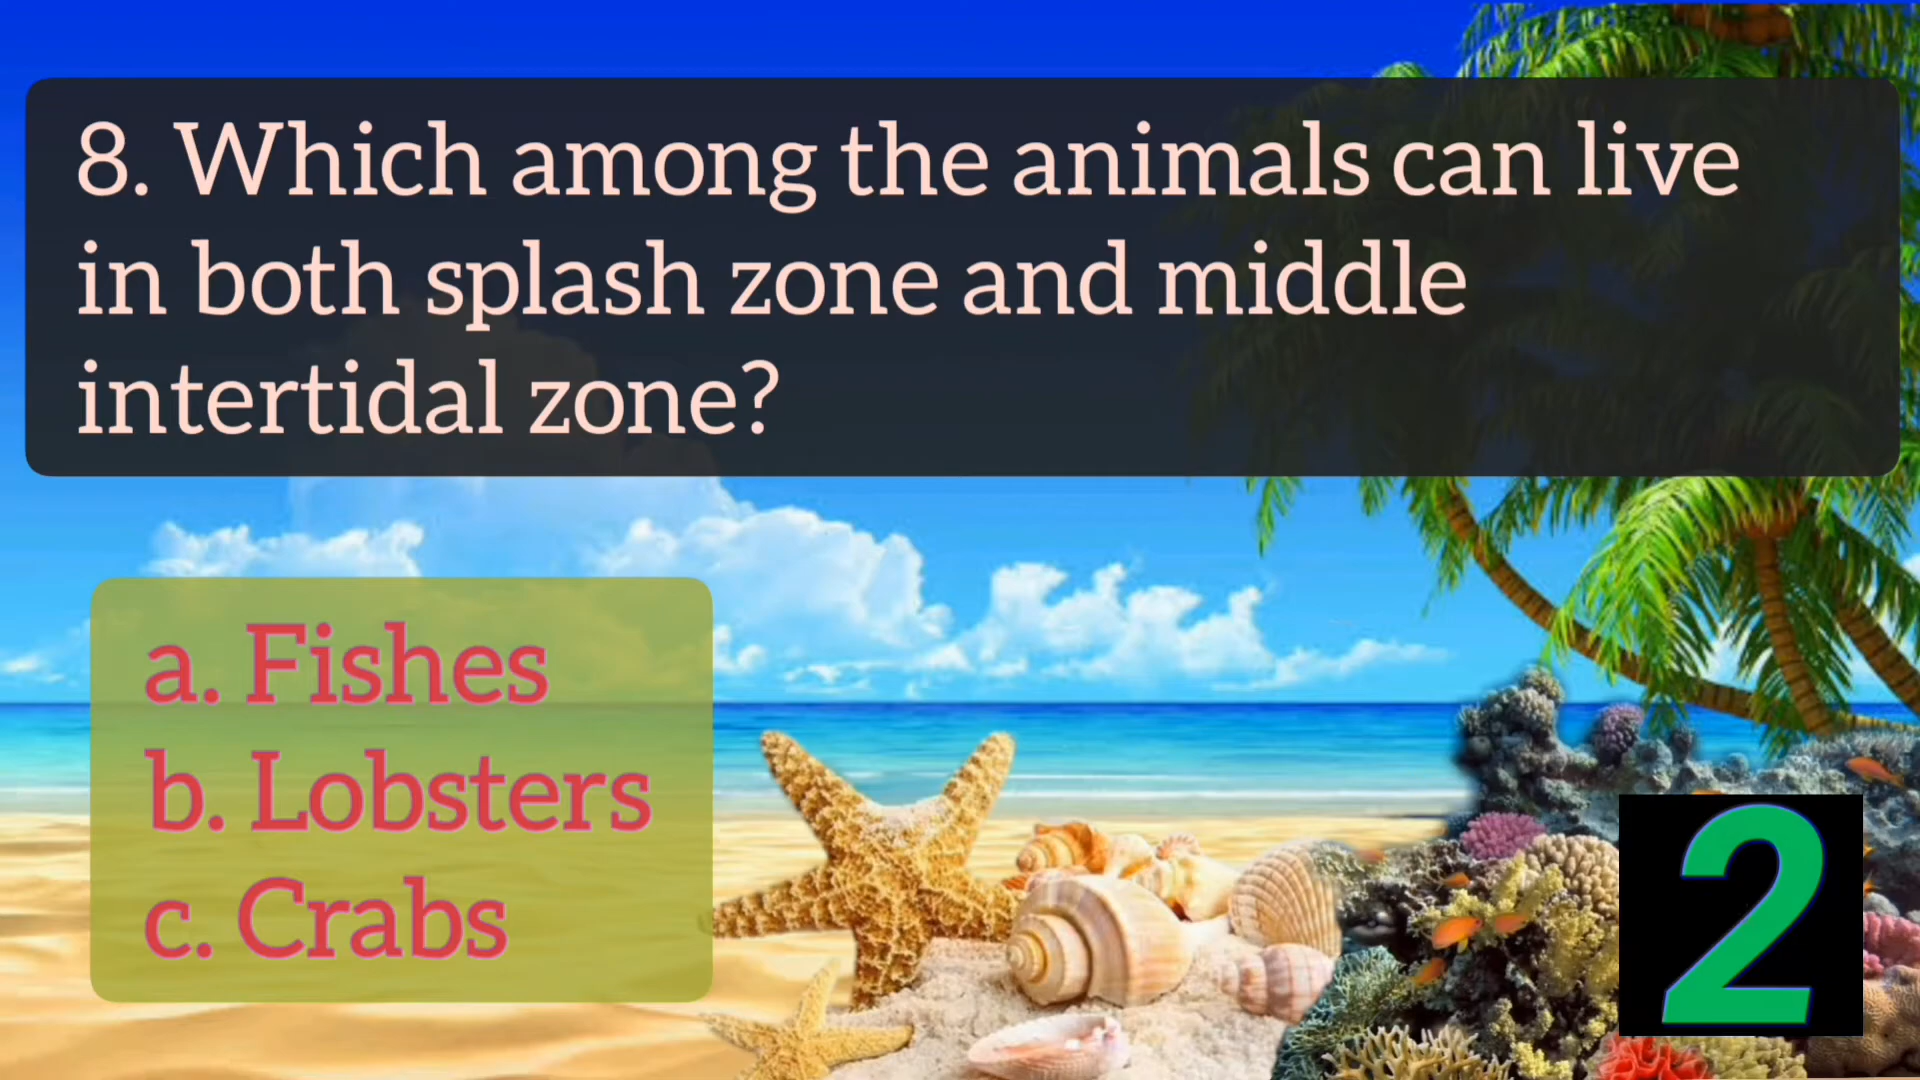 8. Which among the animals can live
in both splash zone and middle
intertidal zone?
a. Fishes
b. Lobsters
c. Crabs
2